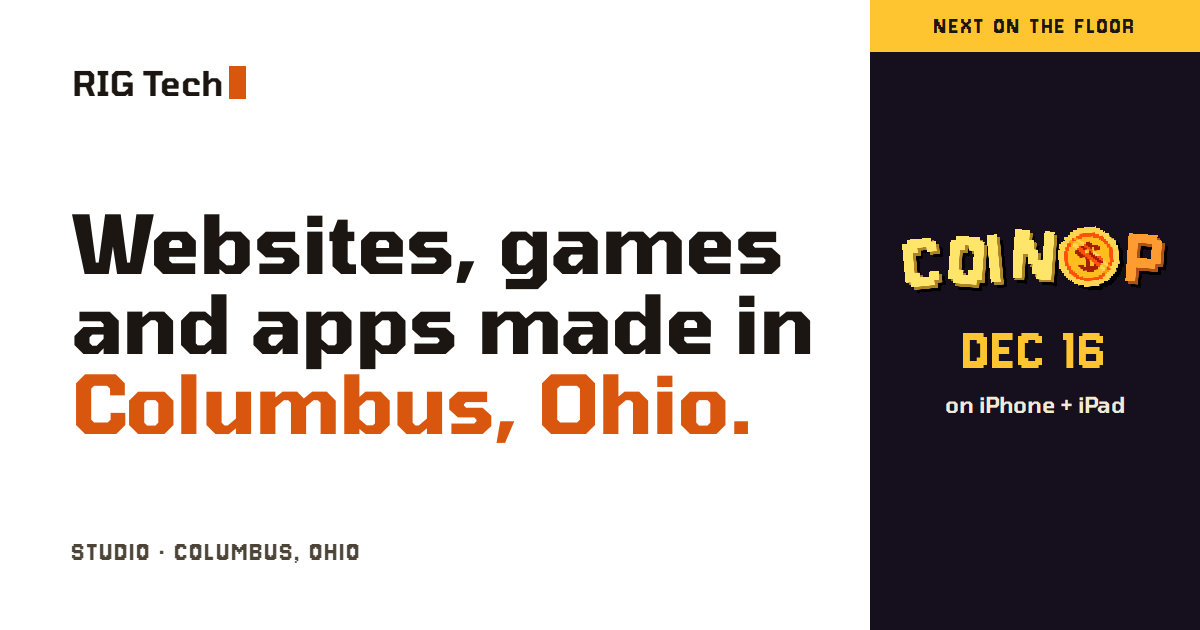 RIG Tech
Websites, games
and apps made in
Columbus, Ohio.
STUDIO · COLUMBUS, OHIO
NEXT ON THE FLOOR
COINOP
DEC 16
on iPhone + iPad